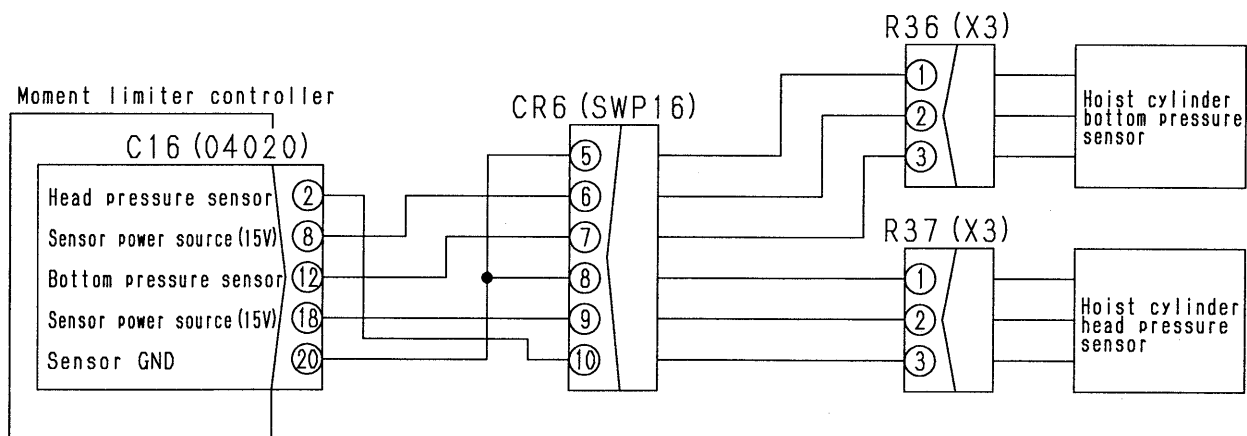 Moment limiter controller
C16 (04020)
Head pressure sensor 2
Sensor power source (15V) 8
Bottom pressure sensor 12
Sensor power source (15V) 18
Sensor GND 20
CR6 (SWP16)
5
6
7
8
9
10
R36 (X3)
1
2
3
Hoist cylinder
bottom pressure
sensor
R37 (X3)
1
2
3
Hoist cylinder
head pressure
sensor